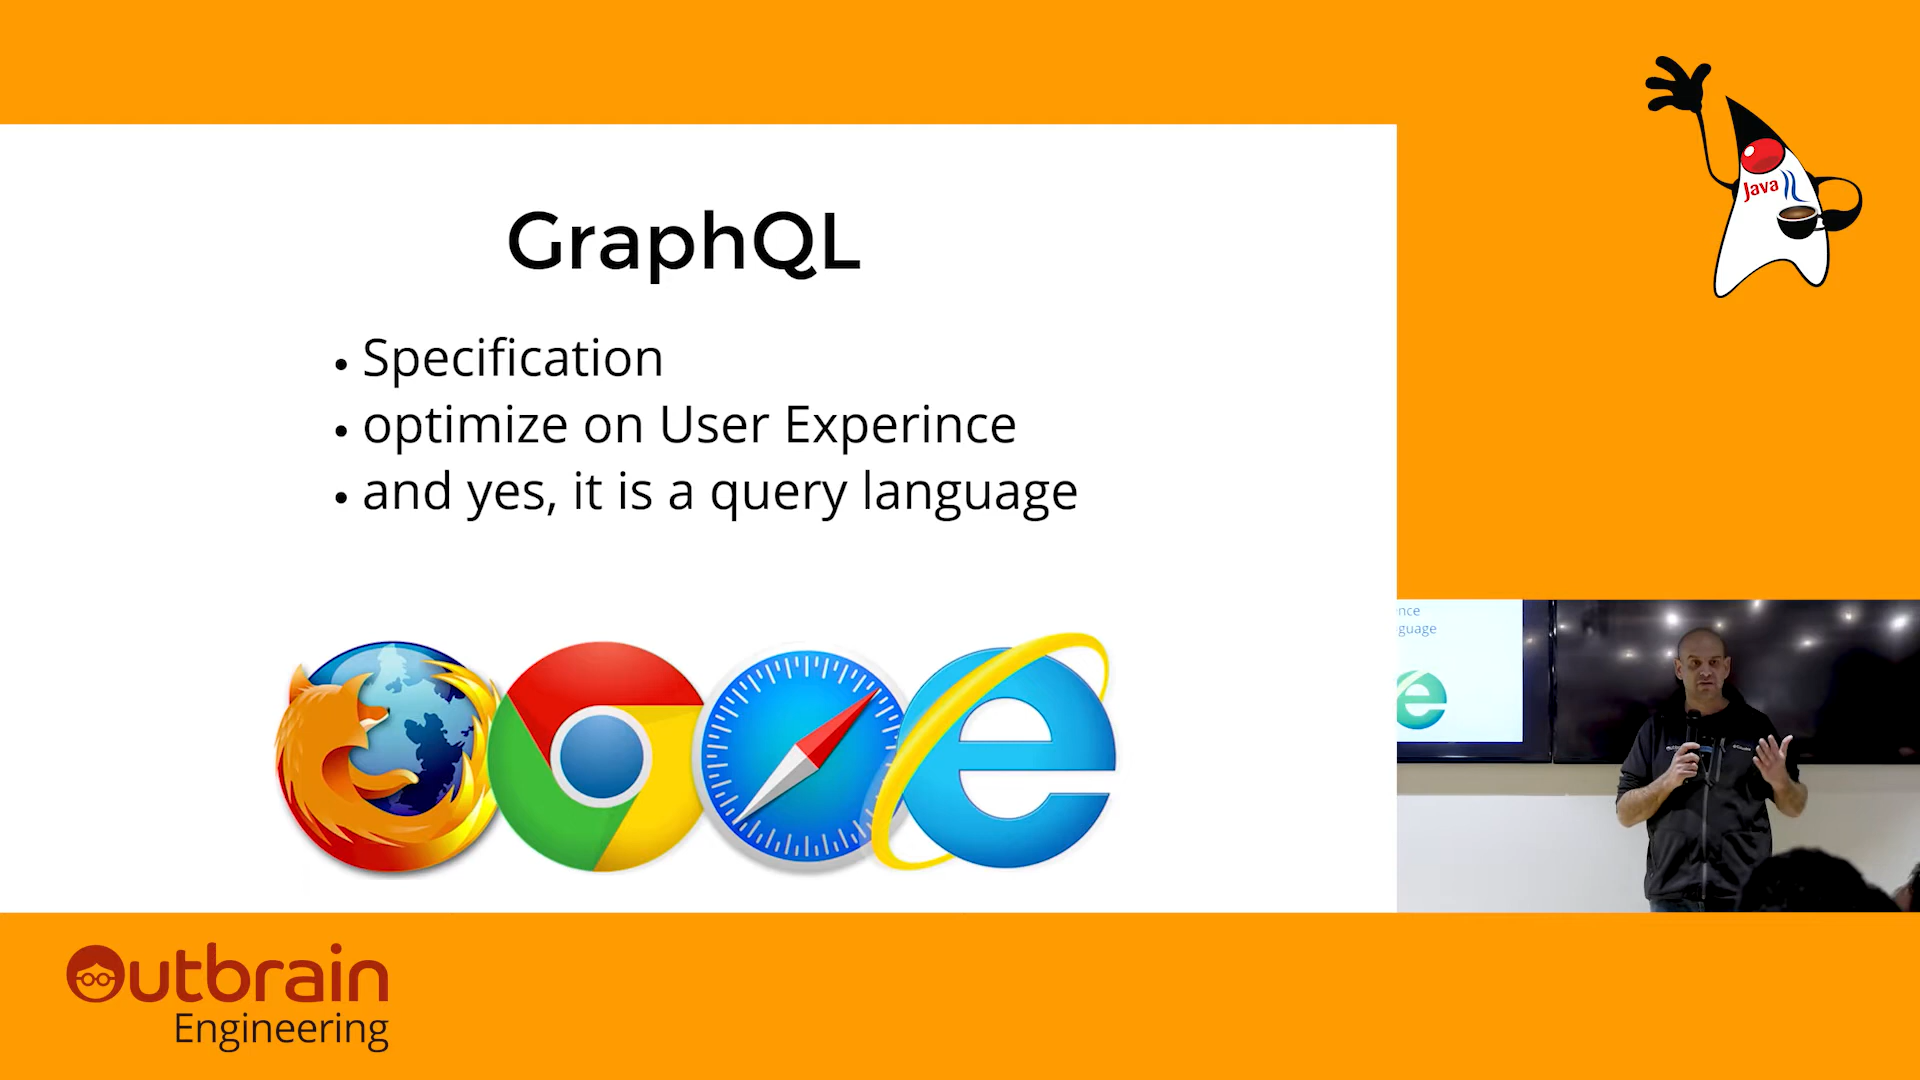 GraphQL
• Specification
• optimize on User Experince
• and yes, it is a query language
Java
nce
guage
Outbrain
Engineering